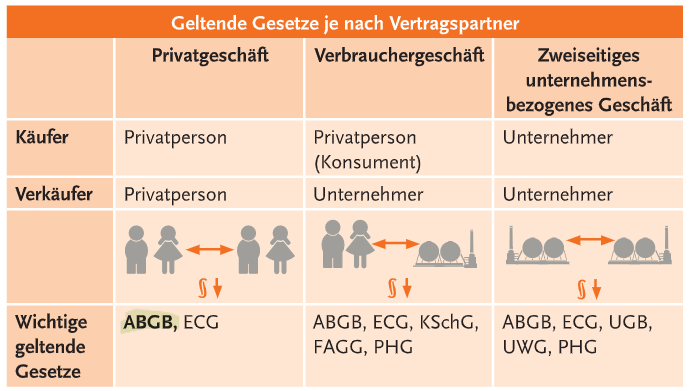 Geltende Gesetze je nach Vertragspartner
Privatgeschäft
Verbrauchergeschäft
Zweiseitiges
unternehmens-
bezogenes Geschäft
Käufer
Privatperson
Privatperson
(Konsument)
Unternehmer
Verkäufer
Privatperson
Unternehmer
Unternehmer
§
§
§
Wichtige
geltende
Gesetze
ABGB, ECG
ABGB, ECG, KSchG,
FAGG, PHG
ABGB, ECG, UGB,
UWG, PHG